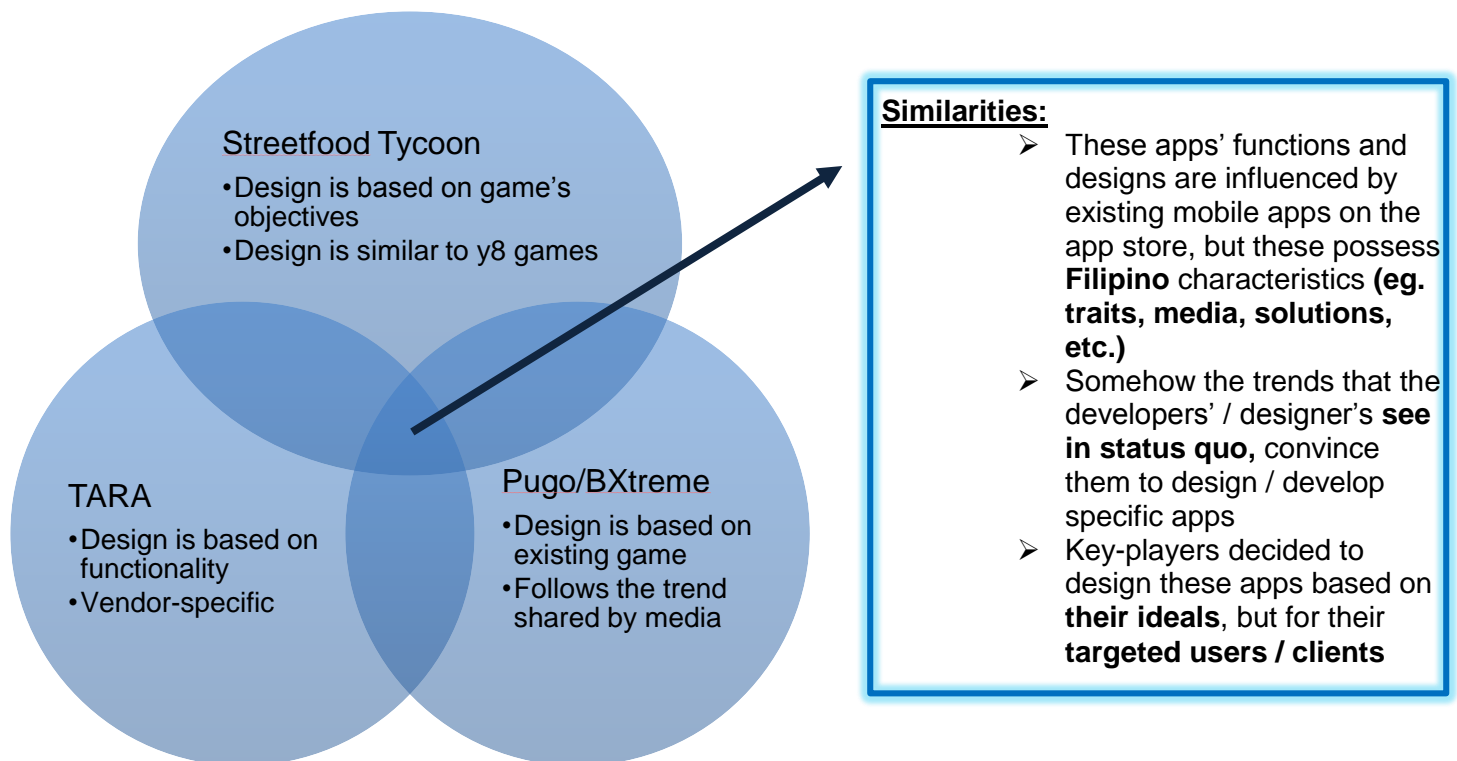 Streetfood Tycoon
•Design is based on game’s
objectives
•Design is similar to y8 games
TARA
•Design is based on
functionality
•Vendor-specific
Pugo/BXtreme
•Design is based on
existing game
•Follows the trend
shared by media
Similarities:
➢ These apps’ functions and
designs are influenced by
existing mobile apps on the
app store, but these possess
Filipino characteristics (eg.
traits, media, solutions,
etc.)
➢ Somehow the trends that the
developers’ / designer’s see
in status quo, convince
them to design / develop
specific apps
➢ Key-players decided to
design these apps based on
their ideals, but for their
targeted users / clients